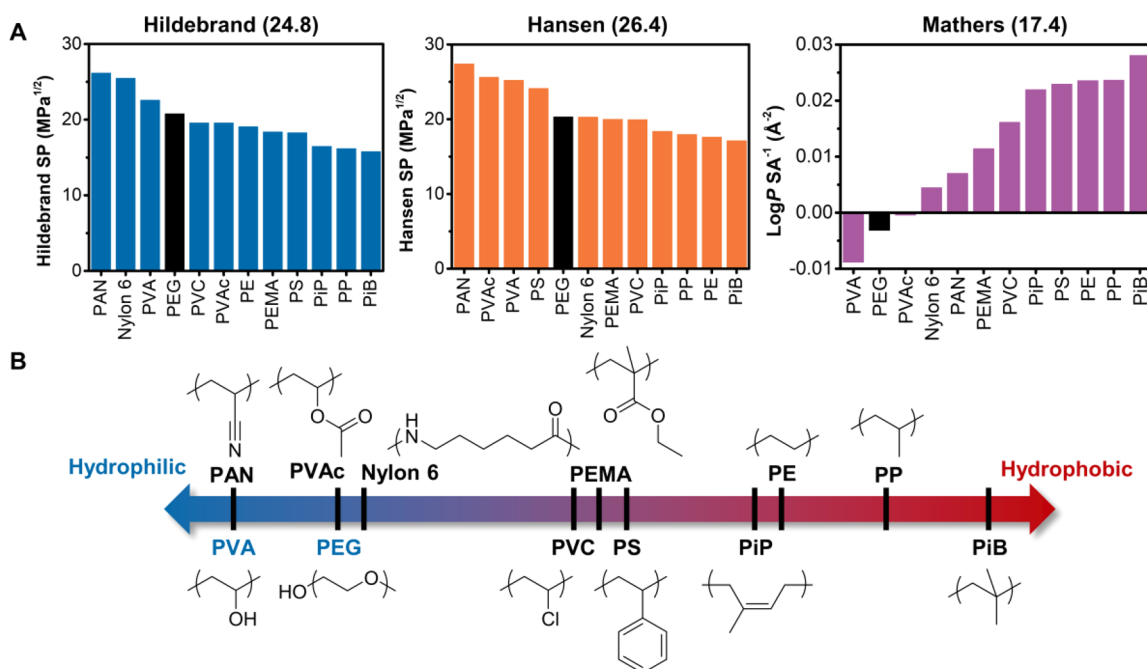 A
Hildebrand (24.8)
Hildebrand SP (MPa1/2)
30
20
10
0
PAN
Nylon 6
PVA
PEG
PVC
PVAc
PE
PEMA
PS
PiP
PP
PiB
Hansen (26.4)
Hansen SP (MPa1/2)
30
20
10
0
PAN
PVAc
PVA
PS
PEG
Nylon 6
PEMA
PVC
PiP
PP
PE
PiB
Mathers (17.4)
LogP SA-1 (Å-2)
0.03
0.02
0.01
0.00
-0.01
PVA
PEG
PVAc
Nylon 6
PAN
PEMA
PVC
PiP
PS
PE
PP
PiB
B
N
O
O
H
N
O
O
O
Hydrophilic
PAN
PVAc
Nylon 6
PEMA
PE
PP
Hydrophobic
PVA
PEG
PVC
PS
PiP
PiB
OH
HO
O
Cl